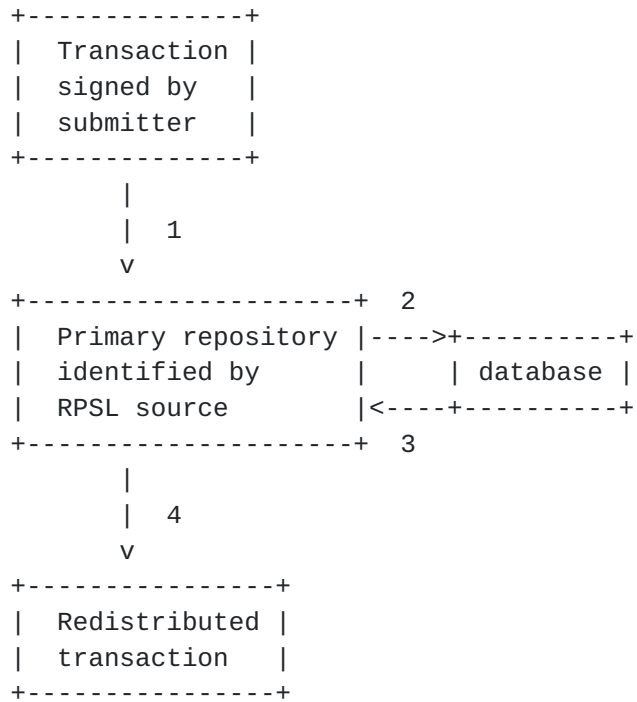 +--------------+
|  Transaction |
|  signed by   |
|  submitter   |
+--------------+
       |
       |  1
       v
+---------------------+  2
|  Primary repository |---->+----------+
|  identified by      |     | database |
|  RPSL source        |<----+----------+
+---------------------+  3
       |
       |  4
       v
+----------------+
|  Redistributed |
|  transaction   |
+----------------+